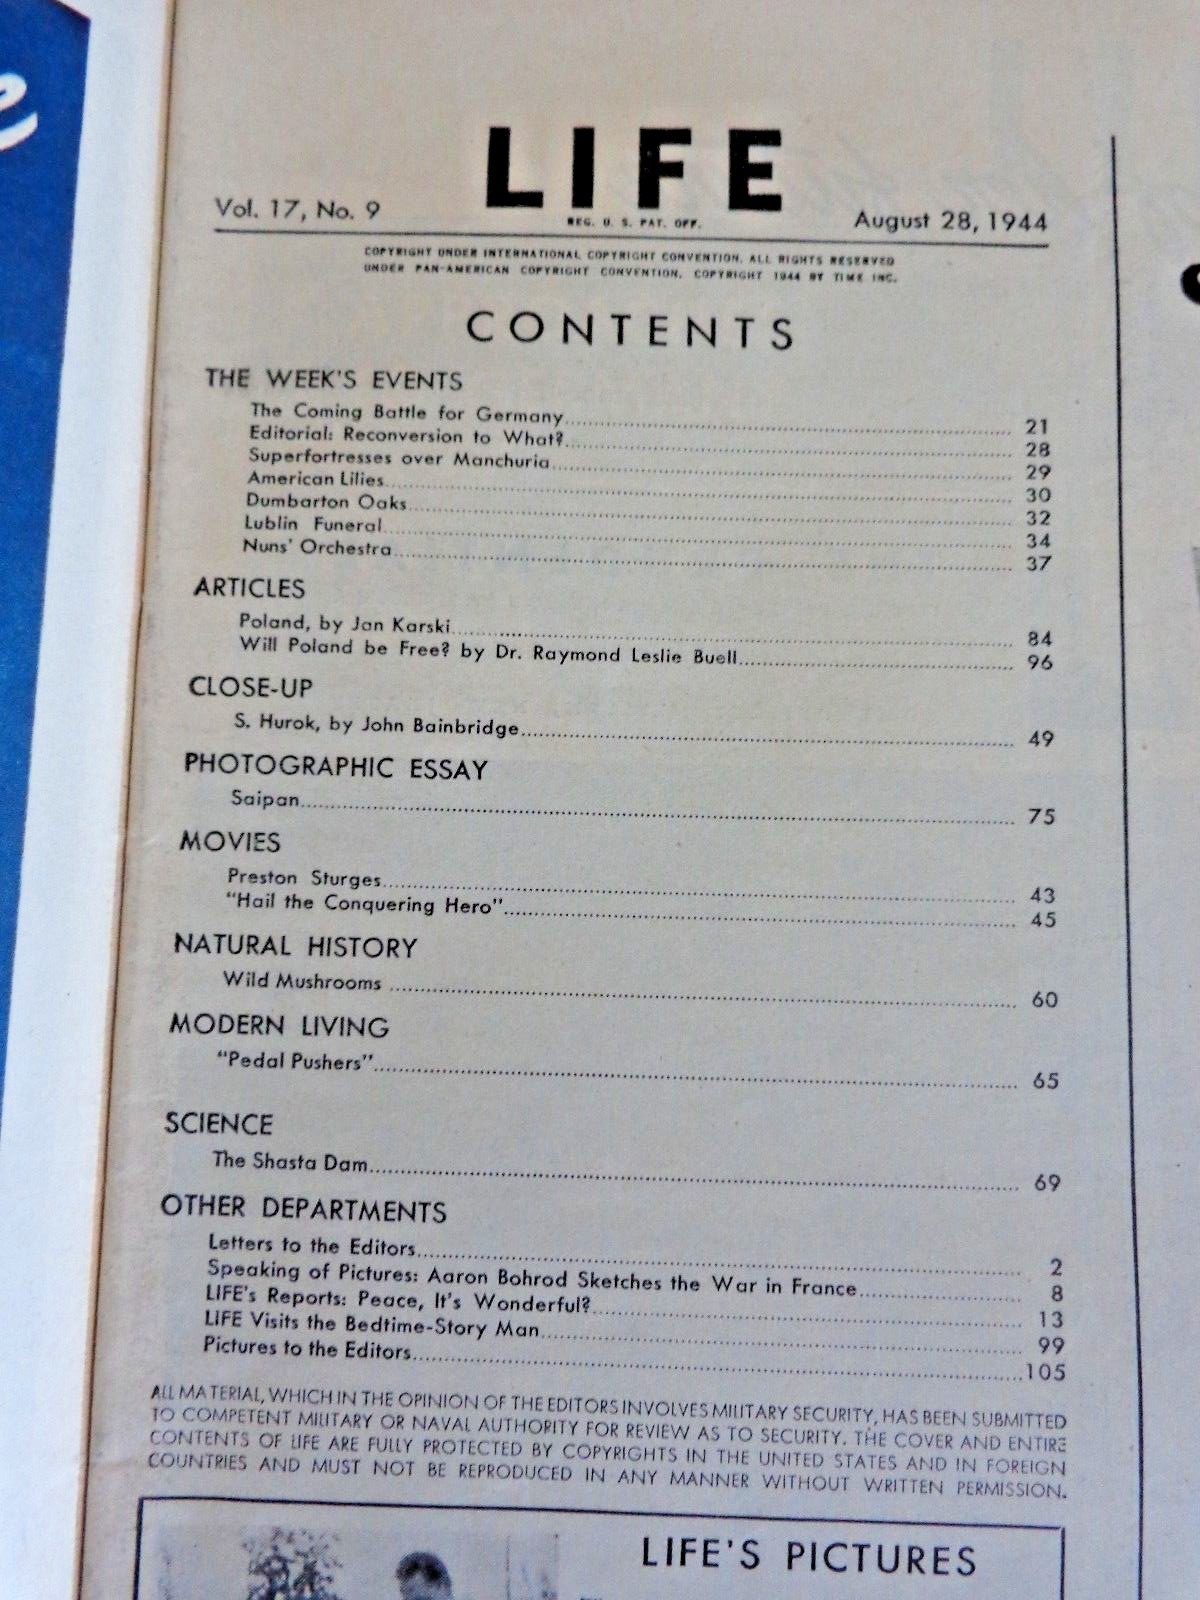 LIFE
Vol. 17, No. 9
REG. U. S. PAT. OFF.
August 28, 1944
COPYRIGHT UNDER INTERNATIONAL COPYRIGHT CONVENTION. ALL RIGHTS RESERVED
UNDER PAN-AMERICAN COPYRIGHT CONVENTION. COPYRIGHT 1944 BY TIME INC.
CONTENTS
THE WEEK'S EVENTS
The Coming Battle for Germany 21
Editorial: Reconversion to What? 28
Superfortresses over Manchuria 29
American Lilies 30
Dumbarton Oaks 32
Lublin Funeral 34
Nuns' Orchestra 37
ARTICLES
Poland, by Jan Karski 84
Will Poland be Free? by Dr. Raymond Leslie Buell 96
CLOSE-UP
S. Hurok, by John Bainbridge 49
PHOTOGRAPHIC ESSAY
Saipan 75
MOVIES
Preston Sturges 43
"Hail the Conquering Hero" 45
NATURAL HISTORY
Wild Mushrooms 60
MODERN LIVING
"Pedal Pushers" 65
SCIENCE
The Shasta Dam 69
OTHER DEPARTMENTS
Letters to the Editors 2
Speaking of Pictures: Aaron Bohrod Sketches the War in France 8
LIFE's Reports: Peace, It's Wonderful? 13
LIFE Visits the Bedtime-Story Man 99
Pictures to the Editors 105
ALL MATERIAL, WHICH IN THE OPINION OF THE EDITORS INVOLVES MILITARY SECURITY, HAS BEEN SUBMITTED
TO COMPETENT MILITARY OR NAVAL AUTHORITY FOR REVIEW AS TO SECURITY. THE COVER AND ENTIRE
CONTENTS OF LIFE ARE FULLY PROTECTED BY COPYRIGHTS IN THE UNITED STATES AND IN FOREIGN
COUNTRIES AND MUST NOT BE REPRODUCED IN ANY MANNER WITHOUT WRITTEN PERMISSION.
LIFE'S PICTURES